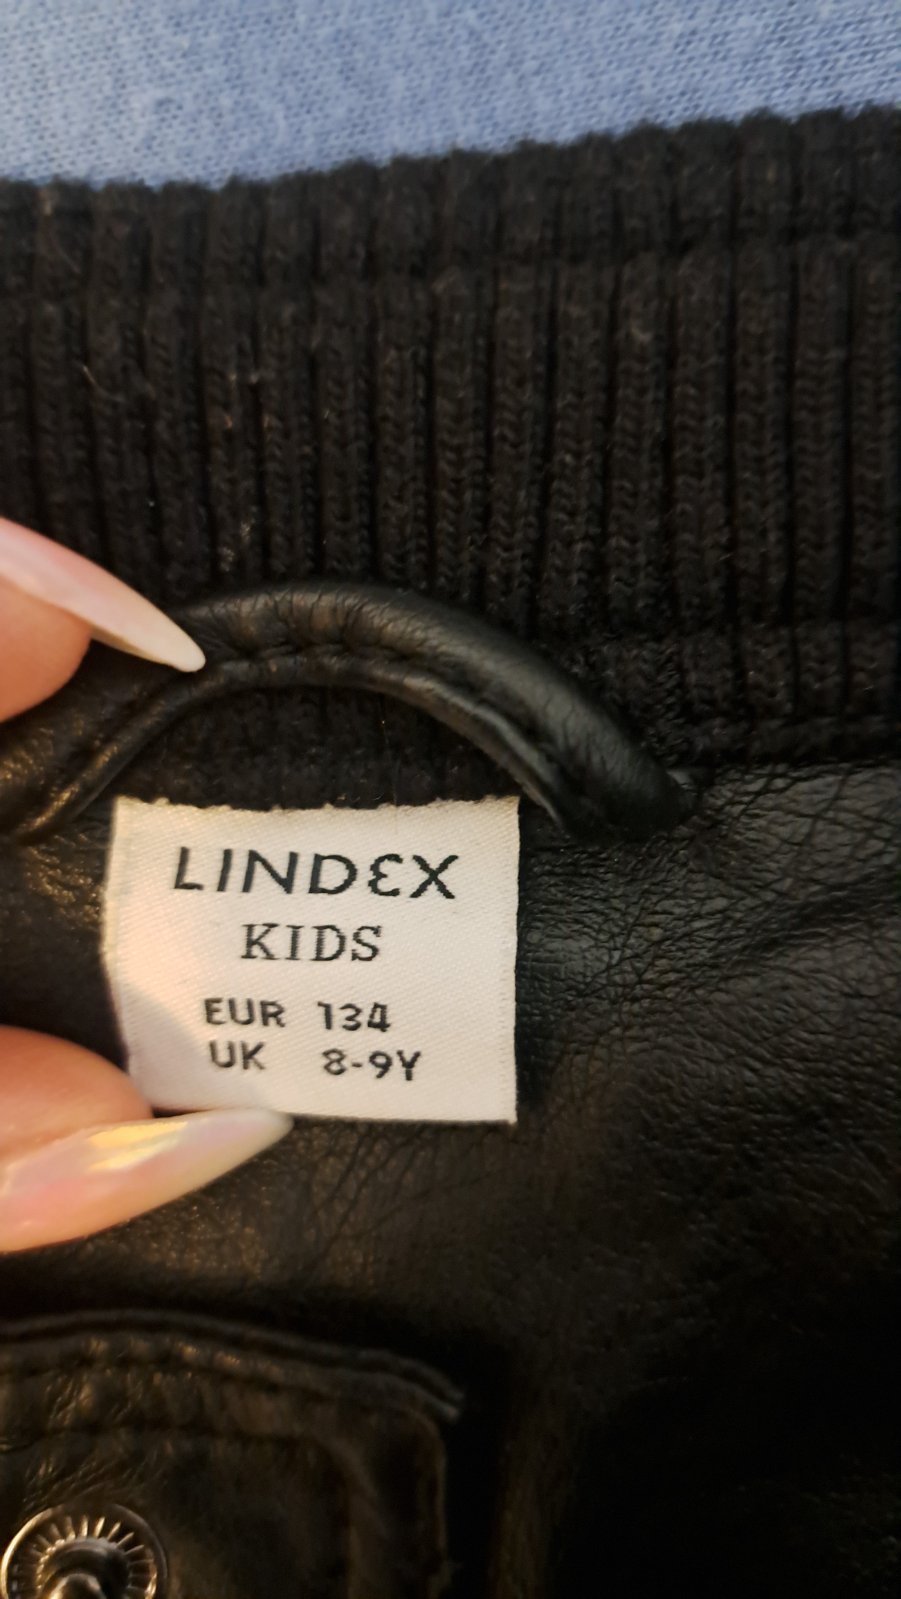 LINDEX
KIDS
EUR 134
UK 8-9Y